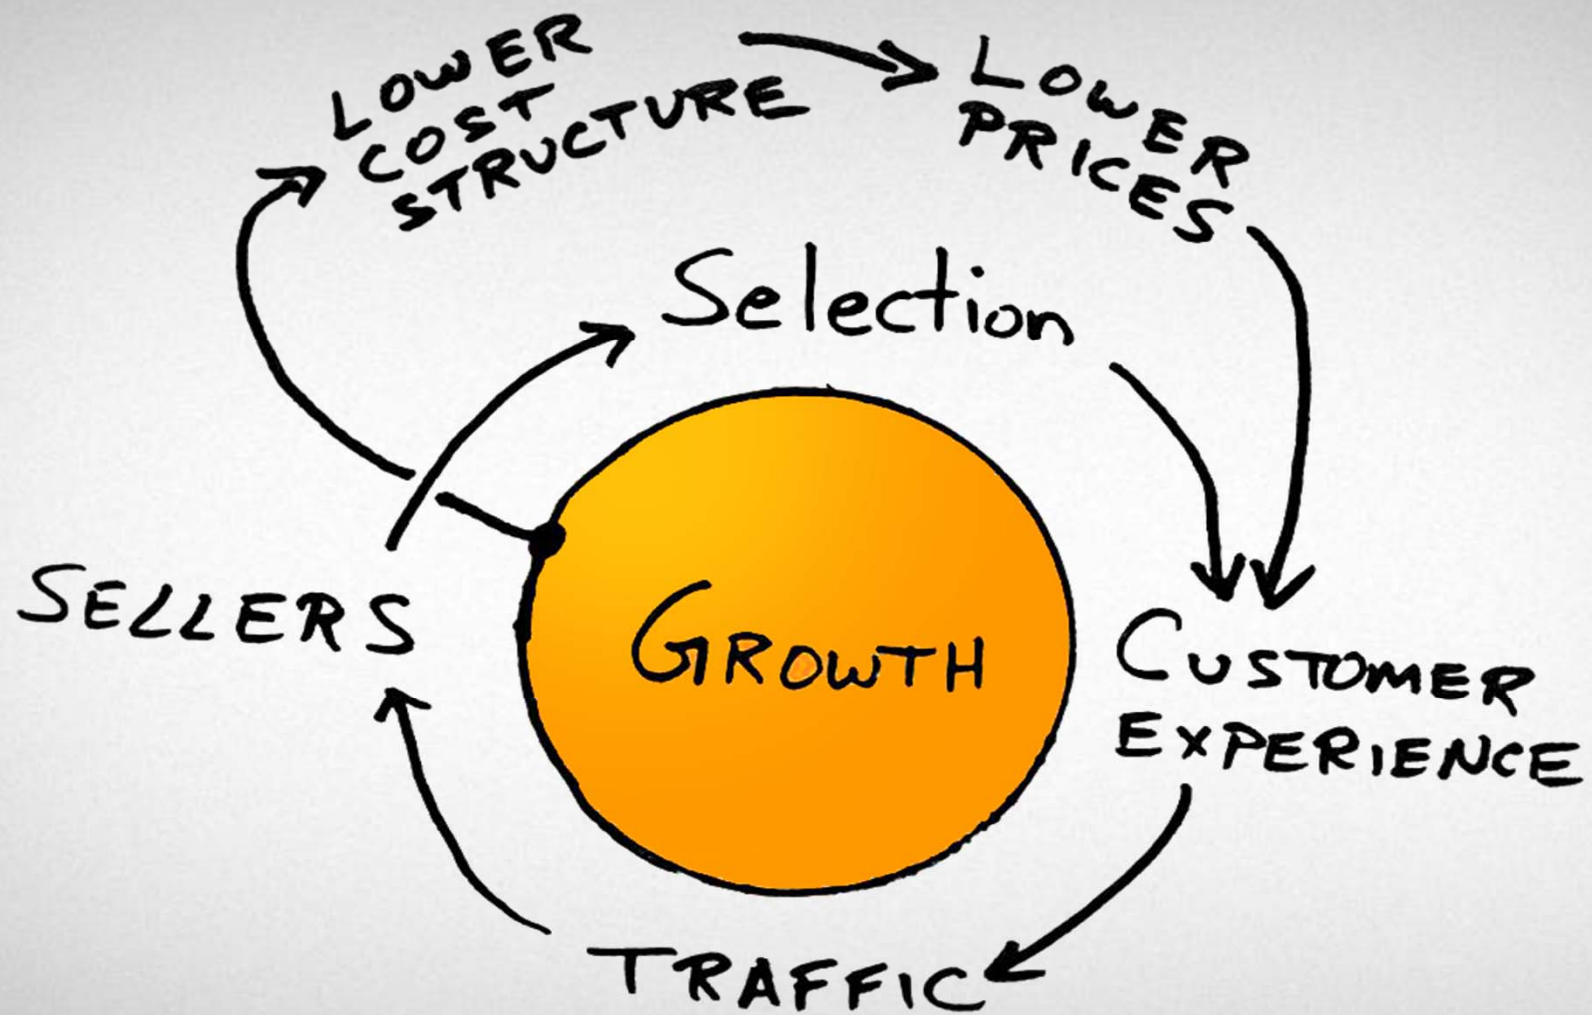 LOWER
COST
STRUCTURE
LOWER
PRICES
Selection
SELLERS
GROWTH
CUSTOMER
EXPERIENCE
TRAFFIC